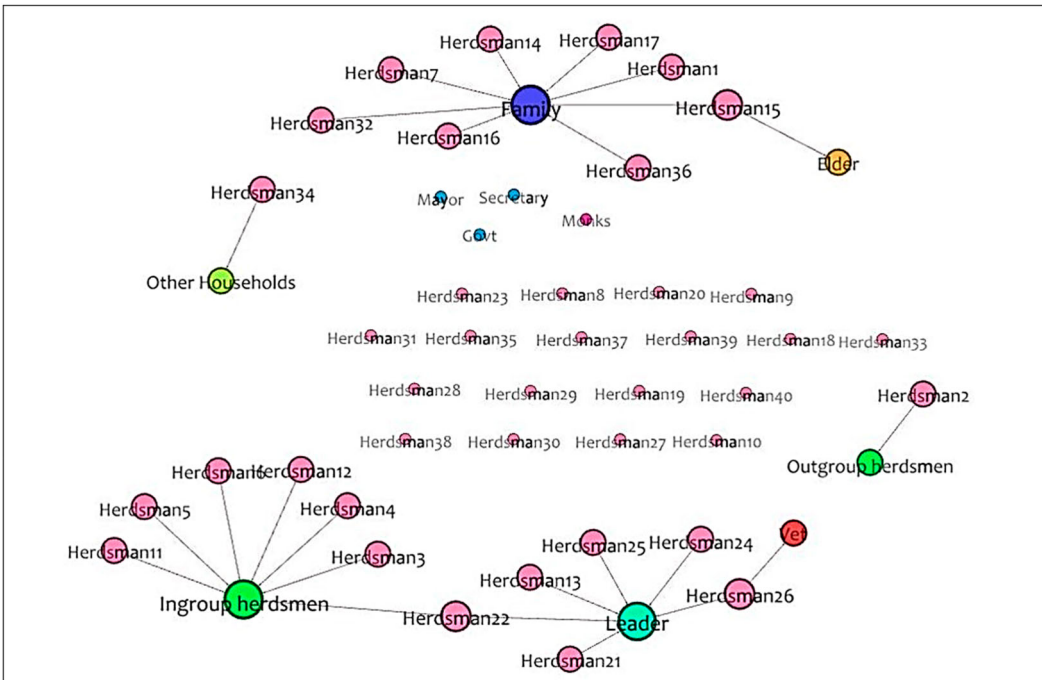 Herdsman14
Herdsman17
Herdsman7
Herdsman1
Family
Herdsman15
Herdsman32
Herdsman16
Elder
Herdsman36
Herdsman34
Mayor
Secretary
Monks
Govt
Other Households
Herdsman23
Herdsman8
Herdsman20
Herdsman9
Herdsman31
Herdsman35
Herdsman37
Herdsman39
Herdsman18
Herdsman33
Herdsman28
Herdsman29
Herdsman19
Herdsman40
Herdsman2
Herdsman38
Herdsman30
Herdsman27
Herdsman10
Outgroup herdsmen
Herdsman6
Herdsman12
Herdsman5
Herdsman4
Vet
Herdsman11
Herdsman3
Herdsman25
Herdsman24
Herdsman13
Herdsman26
Ingroup herdsmen
Herdsman22
Leader
Herdsman21